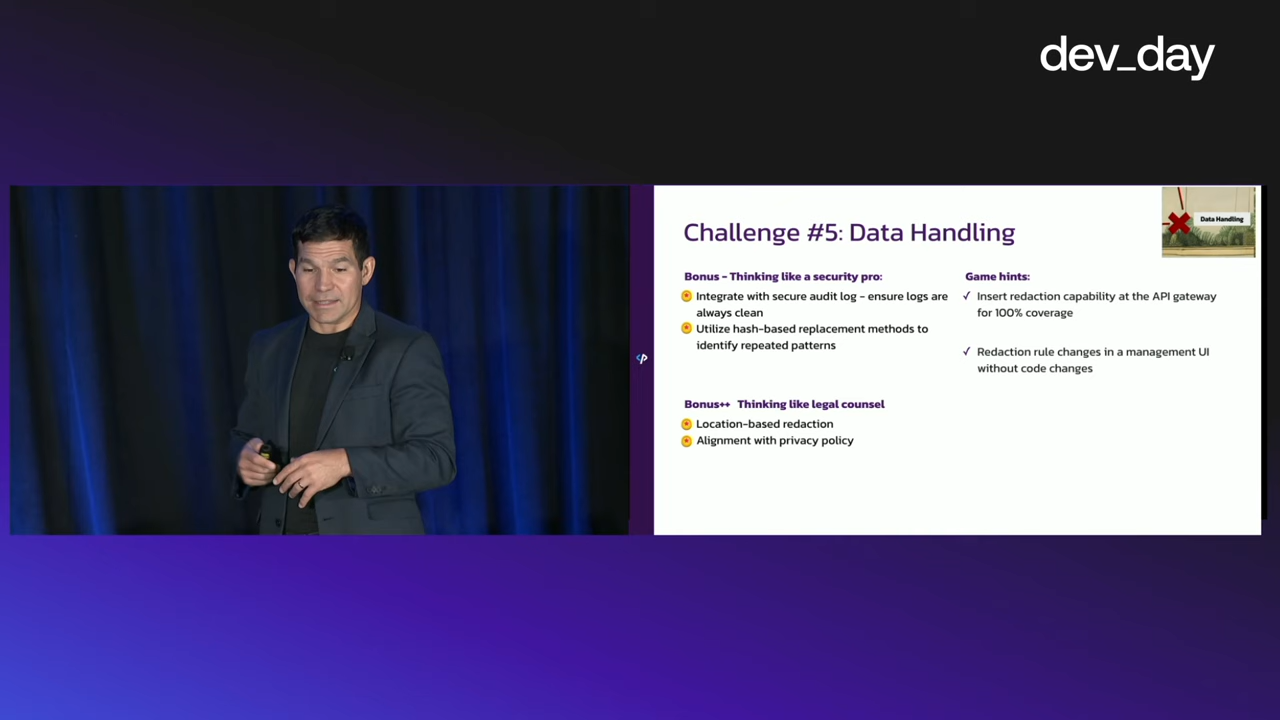 dev_day
Data Handling
Challenge #5: Data Handling
Bonus - Thinking like a security pro:
Integrate with secure audit log - ensure logs are
always clean
Utilize hash-based replacement methods to
identify repeated patterns
Bonus++ Thinking like legal counsel
Location-based redaction
Alignment with privacy policy
Game hints:
✓ Insert redaction capability at the API gateway
for 100% coverage
✓ Redaction rule changes in a management UI
without code changes